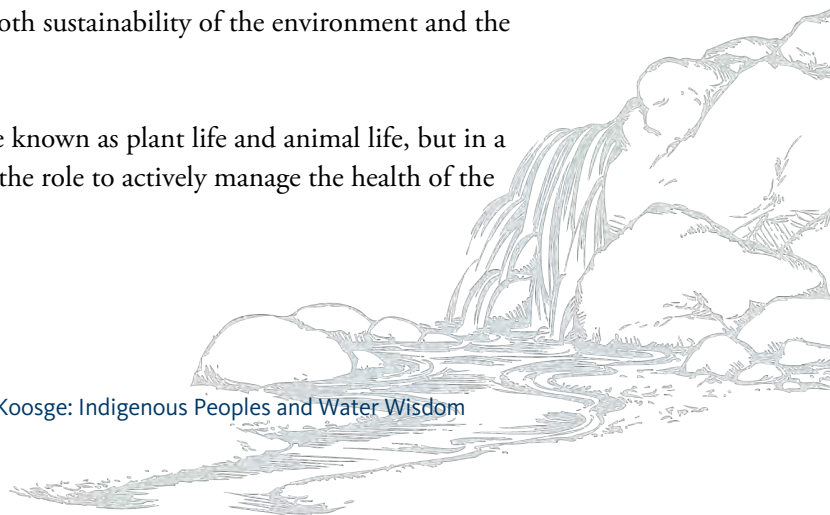 oth sustainability of the environment and the
e known as plant life and animal life, but in a
the role to actively manage the health of the
Koosge: Indigenous Peoples and Water Wisdom